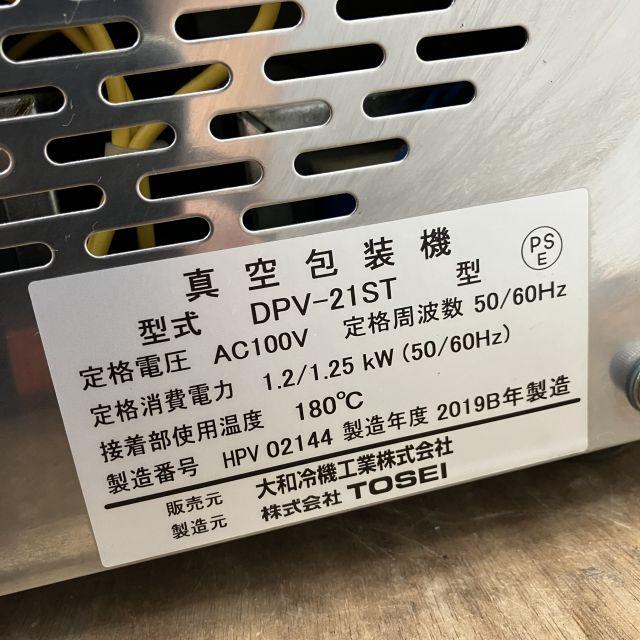 真空包装機
PSE
型式 DPV-21ST 型
定格電圧 AC100V 定格周波数 50/60Hz
定格消費電力 1.2/1.25 kW (50/60Hz)
接着部使用温度 180℃
製造番号 HPV 02144 製造年度 2019B年製造
販売元 大和冷機工業株式会社
製造元 株式会社 TOSEI